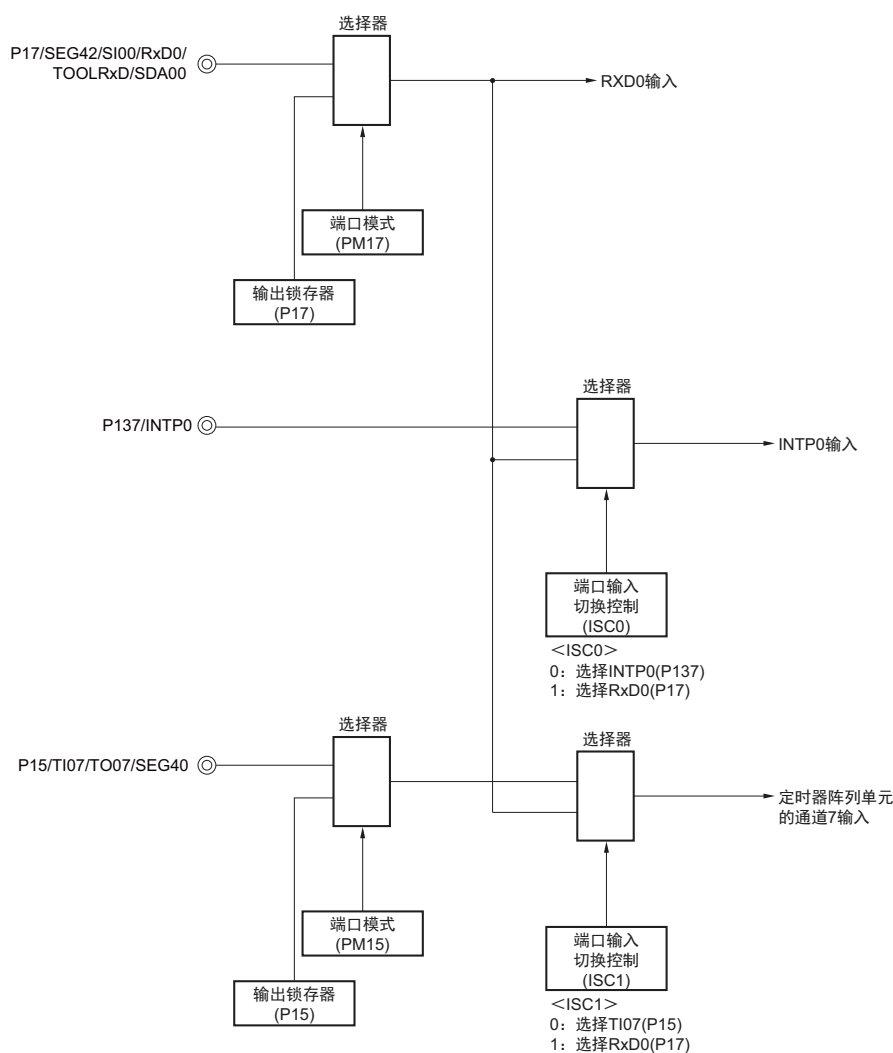 选择器
P17/SEG42/SI00/RxD0/
TOOLRxD/SDA00
RXD0输入
端口模式
(PM17)
输出锁存器
(P17)
选择器
P137/INTP0
INTP0输入
端口输入
切换控制
(ISC0)
＜ISC0＞
0：选择INTP0(P137)
1：选择RxD0(P17)
选择器
选择器
P15/TI07/TO07/SEG40
定时器阵列单元
的通道7输入
端口模式
(PM15)
端口输入
切换控制
(ISC1)
输出锁存器
(P15)
＜ISC1＞
0：选择TI07(P15)
1：选择RxD0(P17)